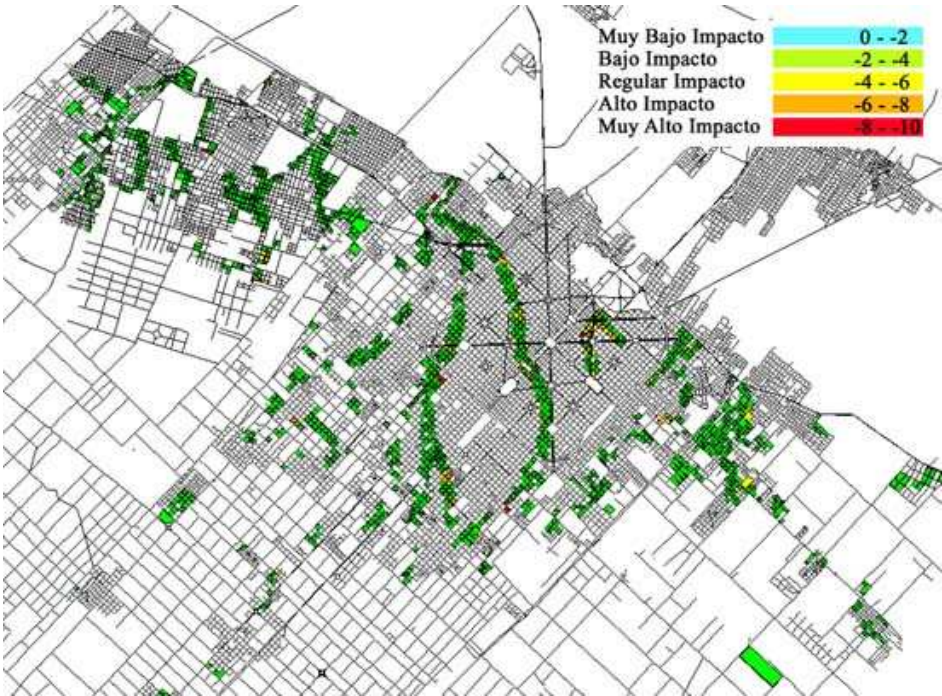 Muy Bajo Impacto 0 - -2
Bajo Impacto -2 - -4
Regular Impacto -4 - -6
Alto Impacto -6 - -8
Muy Alto Impacto -8 - -10